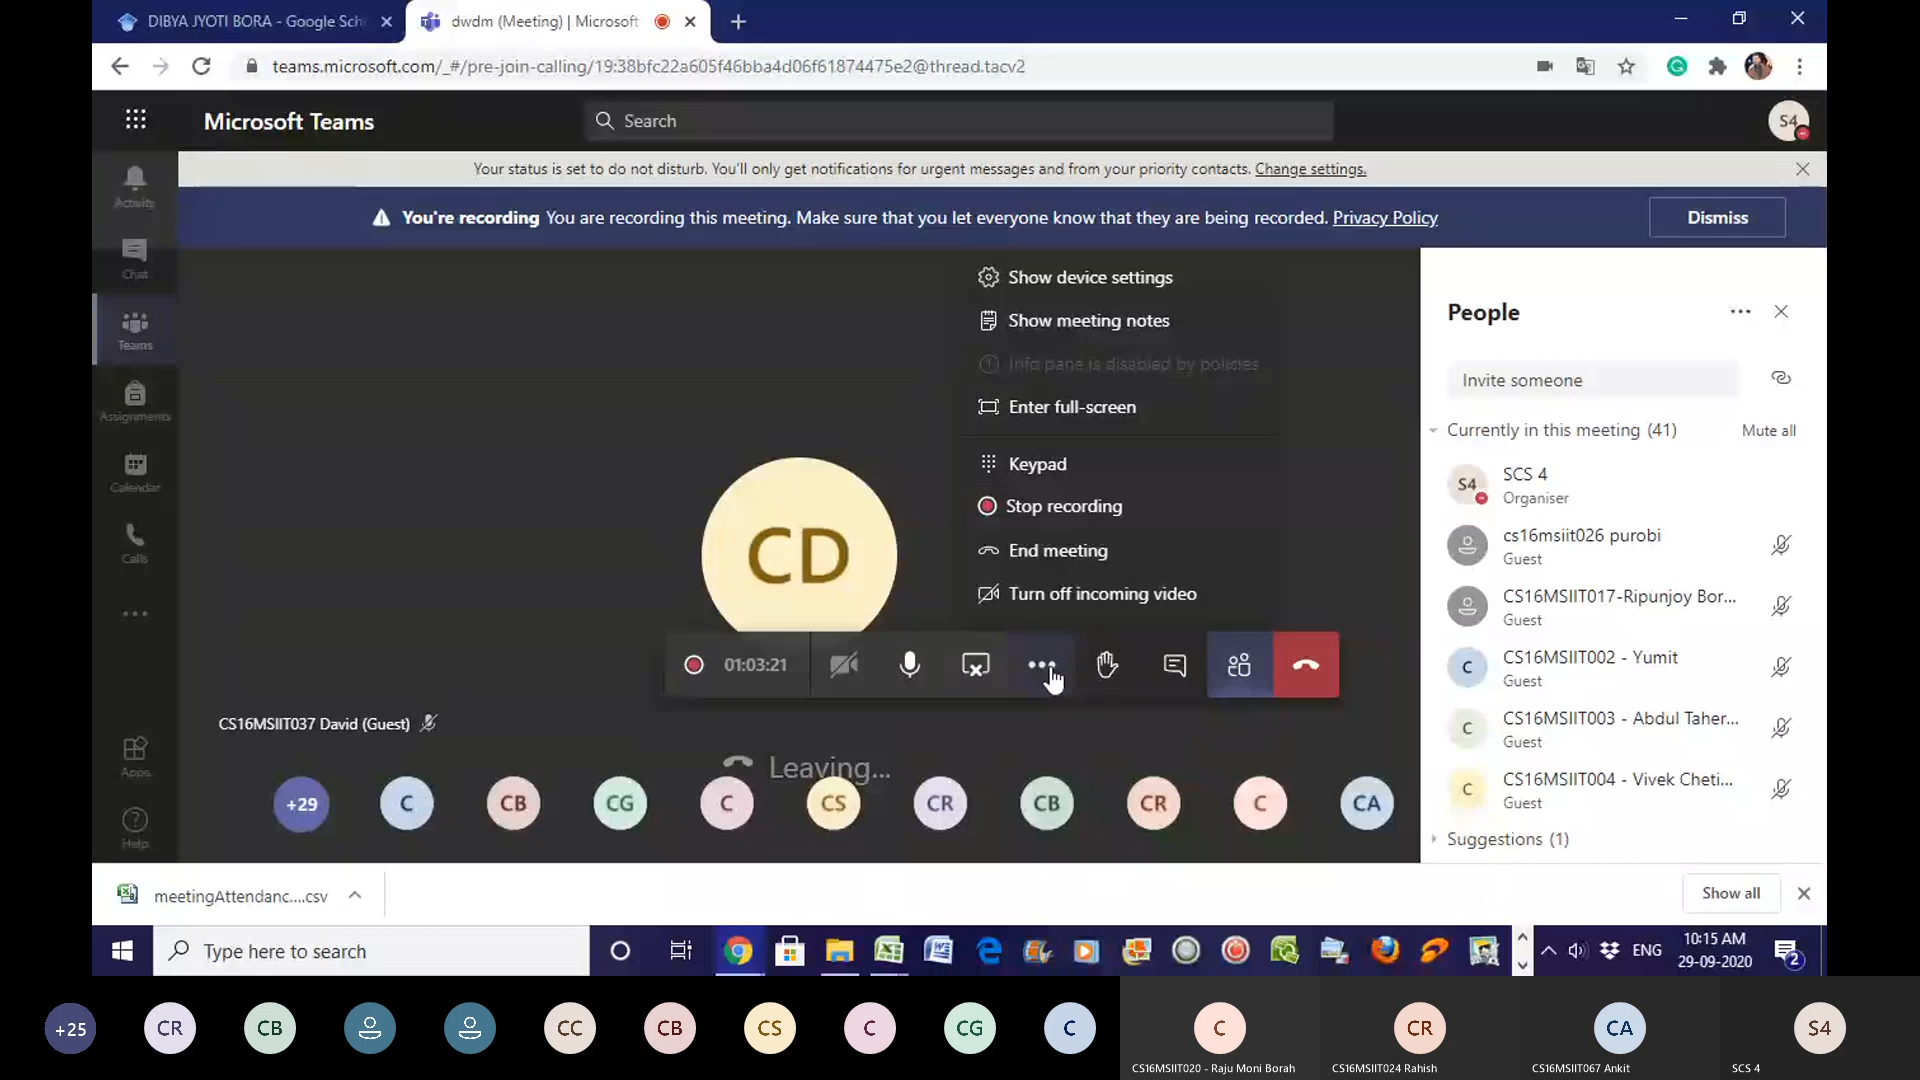 DIBYA JYOTI BORA - Google Sch
dwdm (Meeting) | Microsoft
teams.microsoft.com/_#/pre-join-calling/19:38bfc22a605f46bba4d06f61874475e2@thread.tacv2
Microsoft Teams
Search
S4
Your status is set to do not disturb. You'll only get notifications for urgent messages and from your priority contacts. Change settings.
You're recording You are recording this meeting. Make sure that you let everyone know that they are being recorded. Privacy Policy
Dismiss
Activity
Chat
Teams
Assignments
Calendar
Calls
Apps
Help
Show device settings
Show meeting notes
Info pane is disabled by policies
Enter full-screen
Keypad
Stop recording
End meeting
Turn off incoming video
CD
01:03:21
CS16MSIIT037 David (Guest)
Leaving...
+29
C
CB
CG
C
CS
CR
CB
CR
C
CA
People
Invite someone
Currently in this meeting (41)
Mute all
S4
SCS 4
Organiser
cs16msiit026 purobi
Guest
CS16MSIIT017-Ripunjoy Bor...
Guest
C
CS16MSIIT002 - Yumit
Guest
C
CS16MSIIT003 - Abdul Taher...
Guest
C
CS16MSIIT004 - Vivek Cheti...
Guest
Suggestions (1)
meetingAttendanc....csv
Show all
Type here to search
ENG
10:15 AM
29-09-2020
2
+25
CR
CB
CC
CB
CS
C
CG
C
C
CR
CA
S4
CS16MSIIT020 - Raju Moni Borah
CS16MSIIT024 Rahish
CS16MSIIT067 Ankit
SCS 4